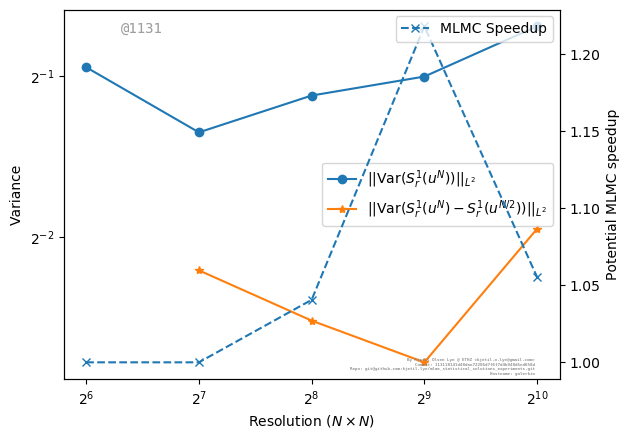 @1131
MLMC Speedup
||Var(S_r^1(u^N))||_{L^2}
||Var(S_r^1(u^N) − S_r^1(u^{N/2}))||_{L^2}
2^{-1}
2^{-2}
Variance
1.20
1.15
1.10
1.05
1.00
Potential MLMC speedup
2^6
2^7
2^8
2^9
2^{10}
Resolution (N × N)